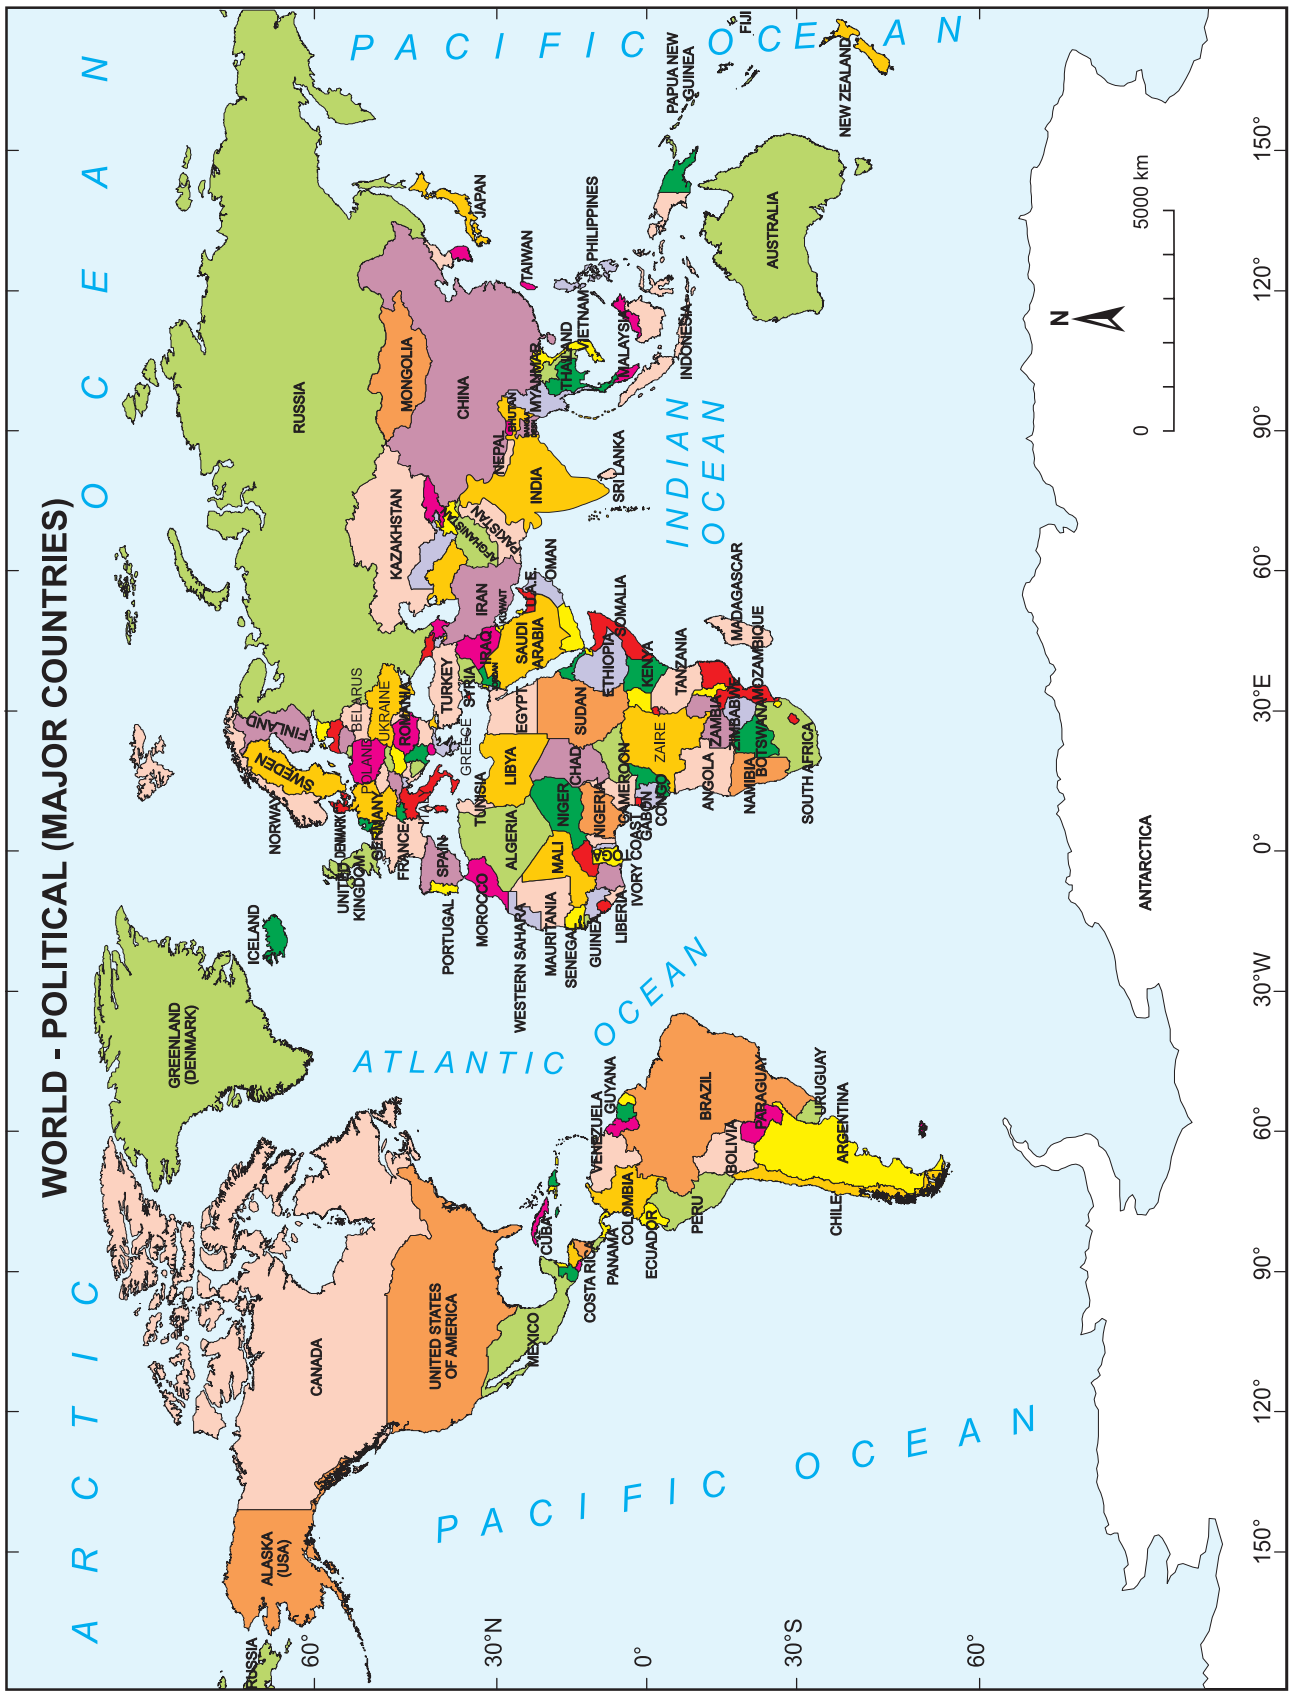 WORLD - POLITICAL (MAJOR COUNTRIES)
ARCTIC OCEAN
RUSSIA
ALASKA
(USA)
CANADA
UNITED STATES
OF AMERICA
MEXICO
GREENLAND
(DENMARK)
ICELAND
CUBA
COSTA RICA
PANAMA
VENEZUELA
GUYANA
COLOMBIA
ECUADOR
PERU
BRAZIL
BOLIVIA
PARAGUAY
URUGUAY
ARGENTINA
CHILE
PACIFIC OCEAN
ATLANTIC
OCEAN
NORWAY
SWEDEN
FINLAND
DENMARK
UNITED
KINGDOM
GERMANY
POLAND
BELARUS
UKRAINE
ROMANIA
FRANCE
SPAIN
PORTUGAL
GREECE
TURKEY
SYRIA
IRAQ
IRAN
KUWAIT
SAUDI
ARABIA
U.A.E.
OMAN
RUSSIA
KAZAKHSTAN
MONGOLIA
CHINA
AFGHANISTAN
PAKISTAN
INDIA
NEPAL
BHUTAN
MYANMAR
THAILAND
VIETNAM
MALAYSIA
INDONESIA
PHILIPPINES
TAIWAN
JAPAN
SRI LANKA
MOROCCO
WESTERN SAHARA
MAURITANIA
SENEGAL
GUINEA
LIBERIA
IVORY COAST
ALGERIA
TUNISIA
LIBYA
EGYPT
MALI
NIGER
NIGERIA
CHAD
SUDAN
ETHIOPIA
SOMALIA
KENYA
CAMEROON
GABON
CONGO
ZAIRE
TANZANIA
ANGOLA
ZAMBIA
ZIMBABWE
MOZAMBIQUE
MADAGASCAR
NAMIBIA
BOTSWANA
SOUTH AFRICA
INDIAN
OCEAN
PACIFIC OCEAN
PAPUA NEW
GUINEA
FIJI
AUSTRALIA
NEW ZEALAND
ANTARCTICA
N
0 5000 km
60°
30°N
0°
30°S
60°
150° 120° 90° 60° 30°W 0° 30°E 60° 90° 120° 150°